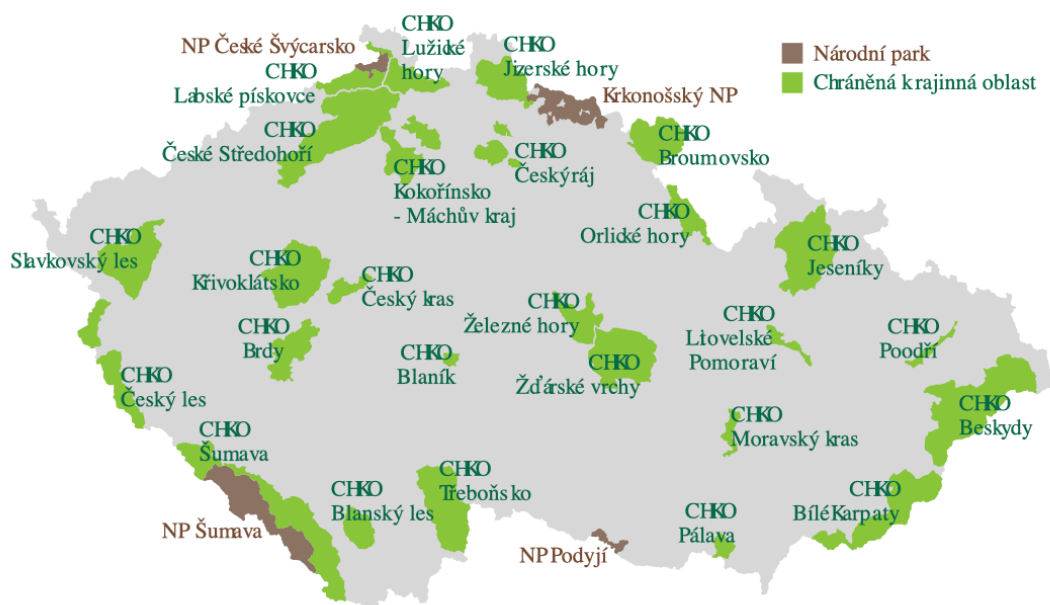 CHKO
Lužické
hory
NP České Švýcarsko
CHKO
Jizerské hory
Národní park
Chráněná krajinná oblast
CHKO
Labské pískovce
Krkonošský NP
CHKO
České Středohoří
CHKO
Broumovsko
CHKO
Český ráj
CHKO
Kokořínsko
- Máchův kraj
CHKO
Orlické hory
CHKO
Slavkovský les
CHKO
Jeseníky
CHKO
Křivoklátsko
CHKO
Český kras
CHKO
Železné hory
CHKO
Litovelské
Pomoraví
CHKO
Brdy
CHKO
Poodří
CHKO
Blaník
CHKO
Žďárské vrchy
CHKO
Český les
CHKO
Beskydy
CHKO
Moravský kras
CHKO
Šumava
CHKO
Třeboňsko
CHKO
Blanský les
CHKO
Bílé Karpaty
CHKO
Pálava
NP Šumava
NP Podyjí